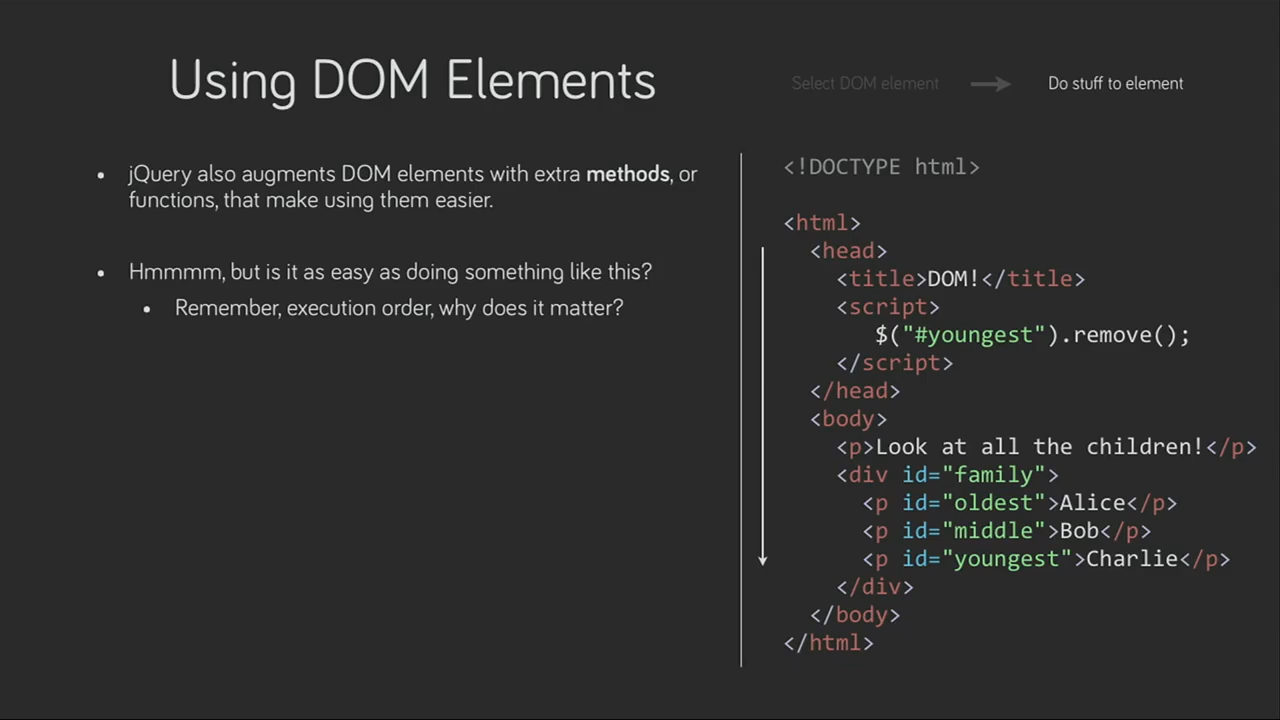 Using DOM Elements
Select DOM element
Do stuff to element
• jQuery also augments DOM elements with extra methods, or
functions, that make using them easier.
• Hmmmm, but is it as easy as doing something like this?
• Remember, execution order, why does it matter?
<!DOCTYPE html>
<html>
<head>
<title>DOM!</title>
<script>
$("#youngest").remove();
</script>
</head>
<body>
<p>Look at all the children!</p>
<div id="family">
<p id="oldest">Alice</p>
<p id="middle">Bob</p>
<p id="youngest">Charlie</p>
</div>
</body>
</html>